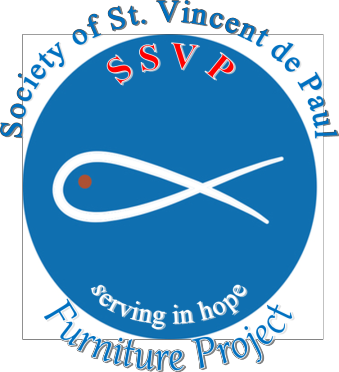 Society of St. Vincent de Paul
SSVP
serving in hope
Furniture Project